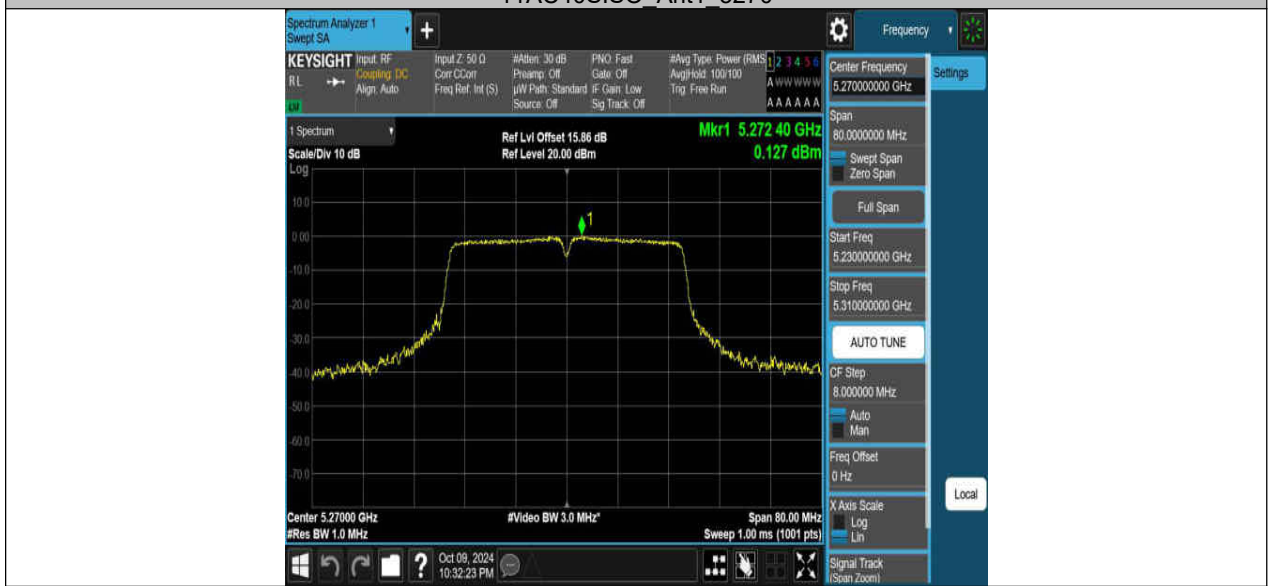 Spectrum Analyzer 1
Swept SA
+
Frequency
KEYSIGHT
RL
LXI
Input: RF
Coupling: DC
Align: Auto
Input Z: 50 Ω
Corr CCorr
Freq Ref: Int (S)
#Atten: 30 dB
Preamp: Off
µW Path: Standard
Source: Off
PNO: Fast
Gate: Off
IF Gain: Low
Sig Track: Off
#Avg Type: Power (RMS
Avg|Hold: 100/100
Trig: Free Run
1 2 3 4 5 6
A W W W W W
A A A A A A
1 Spectrum
Scale/Div 10 dB
Log
Ref Lvl Offset 15.86 dB
Ref Level 20.00 dBm
Mkr1 5.272 40 GHz
0.127 dBm
1
10.0
0.00
-10.0
-20.0
-30.0
-40.0
-50.0
-60.0
-70.0
Center 5.27000 GHz
#Res BW 1.0 MHz
#Video BW 3.0 MHz*
Span 80.00 MHz
Sweep 1.00 ms (1001 pts)
?
Oct 09, 2024
10:32:23 PM
Center Frequency
5.270000000 GHz
Settings
Span
80.0000000 MHz
Swept Span
Zero Span
Full Span
Start Freq
5.230000000 GHz
Stop Freq
5.310000000 GHz
AUTO TUNE
CF Step
8.000000 MHz
Auto
Man
Freq Offset
0 Hz
Local
X Axis Scale
Log
Lin
Signal Track
(Span Zoom)